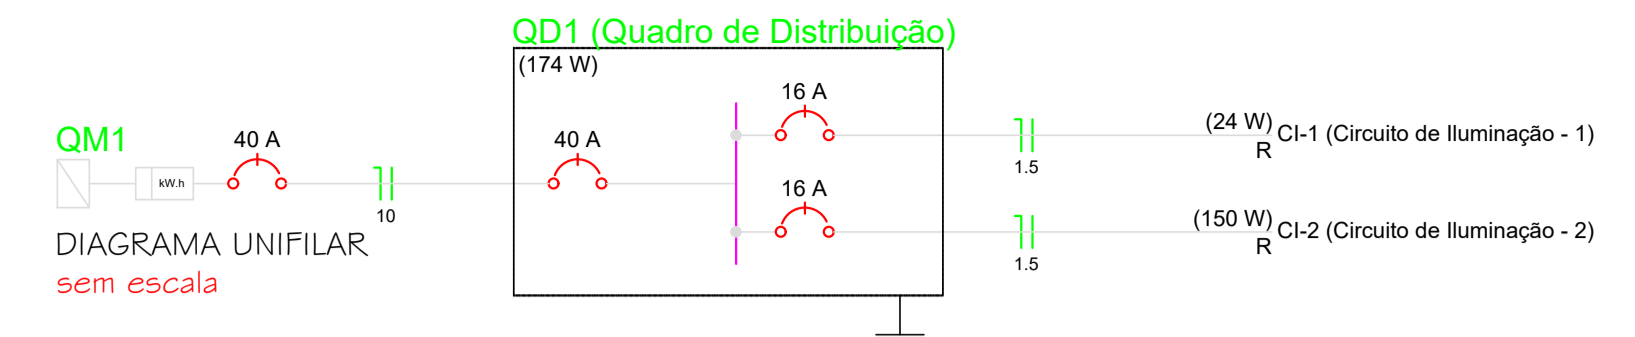 QD1 (Quadro de Distribuição)
(174 W)
16 A
QM1
40 A
40 A
(24 W)
CI-1 (Circuito de Iluminação - 1)
R
kW.h
1.5
16 A
10
(150 W)
CI-2 (Circuito de Iluminação - 2)
R
1.5
DIAGRAMA UNIFILAR
sem escala